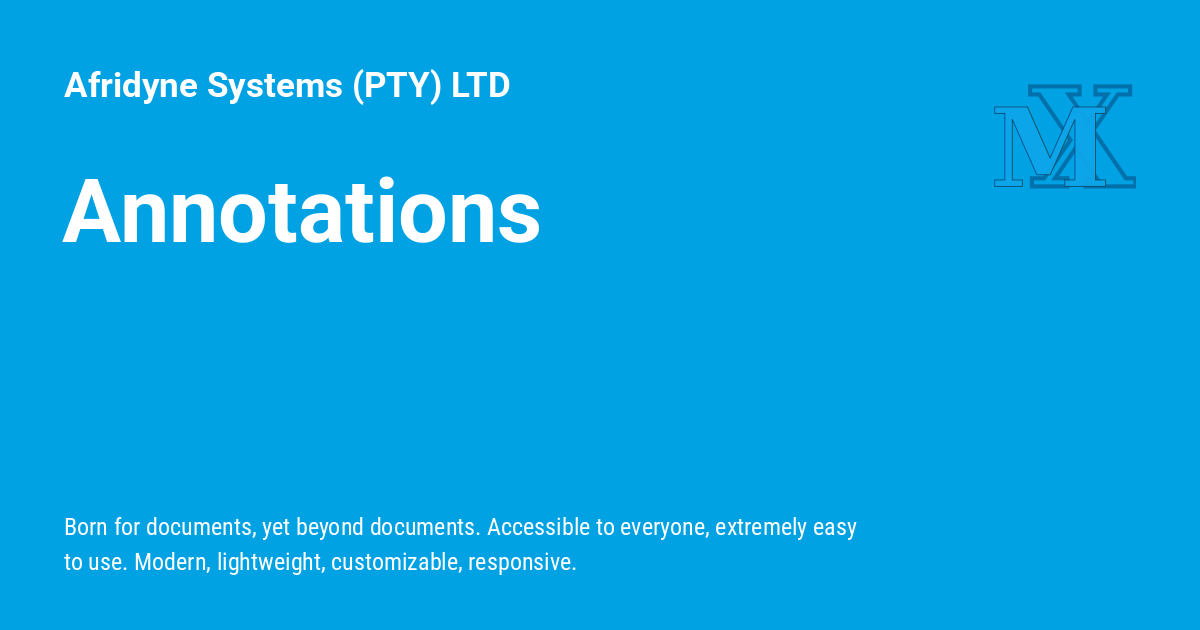 Afridyne Systems (PTY) LTD
MX
Annotations
Born for documents, yet beyond documents. Accessible to everyone, extremely easy
to use. Modern, lightweight, customizable, responsive.